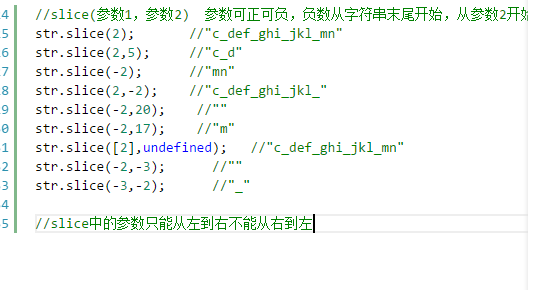 4 //slice(参数1, 参数2)  参数可正可负, 负数从字符串末尾开始, 从参数2开始
5 str.slice(2);       //"c_def_ghi_jkl_mn"
6 str.slice(2,5);     //"c_d"
7 str.slice(-2);      //"mn"
8 str.slice(2,-2);    //"c_def_ghi_jkl_"
9 str.slice(-2,20);    //""
0 str.slice(-2,17);    //"m"
1 str.slice([2],undefined);   //"c_def_ghi_jkl_mn"
2 str.slice(-2,-3);      //""
3 str.slice(-3,-2);      //"_"
4
5 //slice中的参数只能从左到右不能从右到左